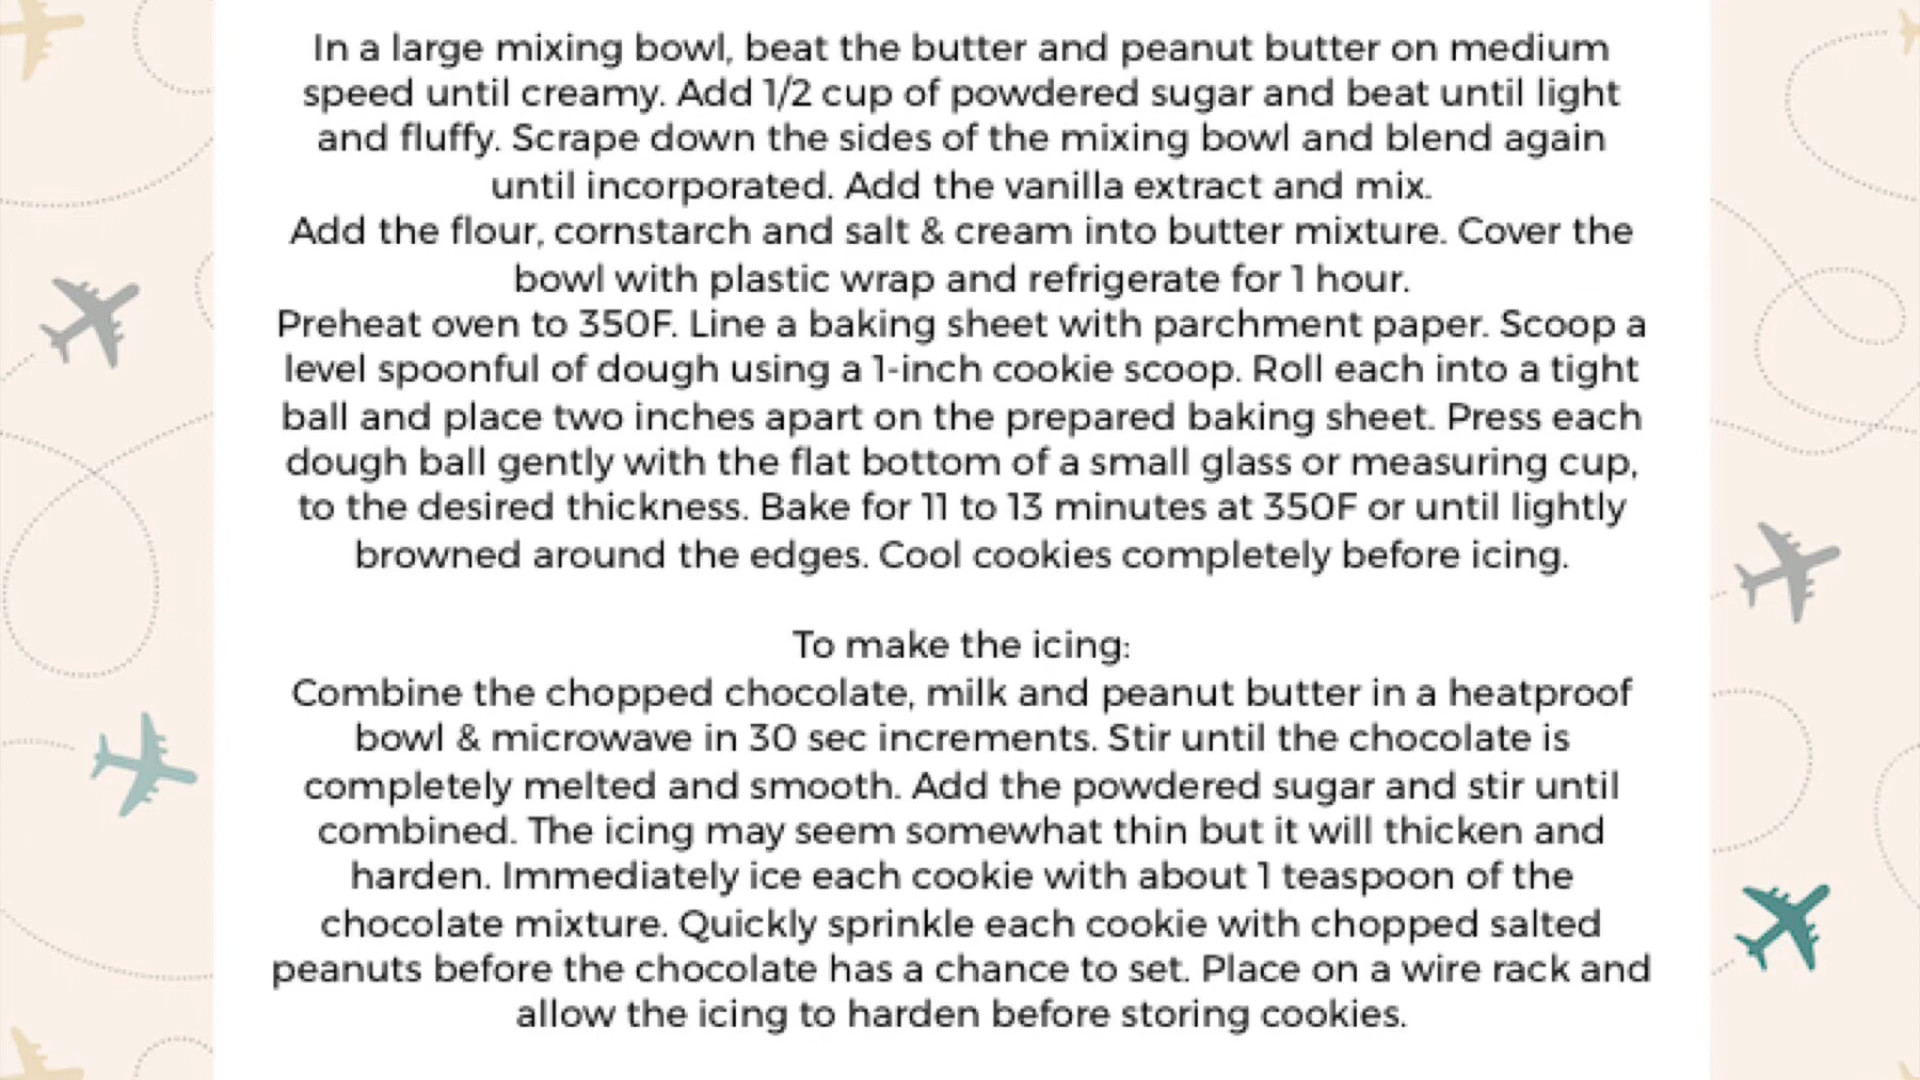 In a large mixing bowl, beat the butter and peanut butter on medium
speed until creamy. Add 1/2 cup of powdered sugar and beat until light
and fluffy. Scrape down the sides of the mixing bowl and blend again
until incorporated. Add the vanilla extract and mix.
Add the flour, cornstarch and salt & cream into butter mixture. Cover the
bowl with plastic wrap and refrigerate for 1 hour.
Preheat oven to 350F. Line a baking sheet with parchment paper. Scoop a
level spoonful of dough using a 1-inch cookie scoop. Roll each into a tight
ball and place two inches apart on the prepared baking sheet. Press each
dough ball gently with the flat bottom of a small glass or measuring cup,
to the desired thickness. Bake for 11 to 13 minutes at 350F or until lightly
browned around the edges. Cool cookies completely before icing.
To make the icing:
Combine the chopped chocolate, milk and peanut butter in a heatproof
bowl & microwave in 30 sec increments. Stir until the chocolate is
completely melted and smooth. Add the powdered sugar and stir until
combined. The icing may seem somewhat thin but it will thicken and
harden. Immediately ice each cookie with about 1 teaspoon of the
chocolate mixture. Quickly sprinkle each cookie with chopped salted
peanuts before the chocolate has a chance to set. Place on a wire rack and
allow the icing to harden before storing cookies.